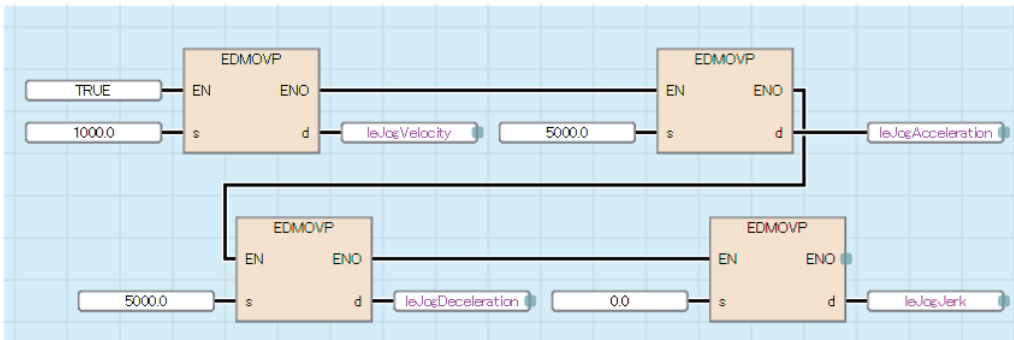 EDMOVP EDMOVP
TRUE EN ENO EN ENO
1000.0 s d leJogVelocity 5000.0 s d leJogAcceleration
EDMOVP EDMOVP
EN ENO EN ENO
5000.0 s d leJogDeceleration 0.0 s d leJogJerk